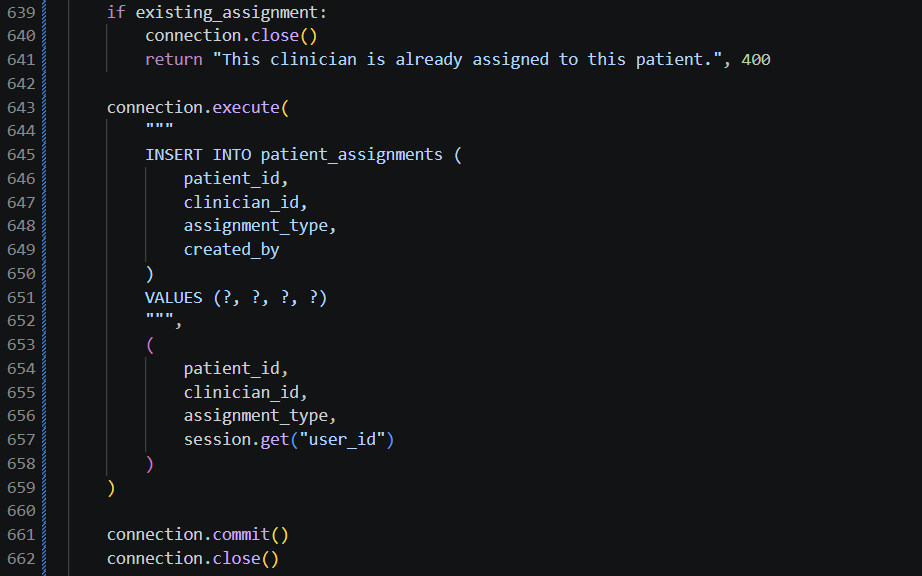 639 if existing_assignment:
640 connection.close()
641 return "This clinician is already assigned to this patient.", 400
642
643 connection.execute(
644 """
645 INSERT INTO patient_assignments (
646 patient_id,
647 clinician_id,
648 assignment_type,
649 created_by
650 )
651 VALUES (?, ?, ?, ?)
652 """,
653 (
654 patient_id,
655 clinician_id,
656 assignment_type,
657 session.get("user_id")
658 )
659 )
660
661 connection.commit()
662 connection.close()